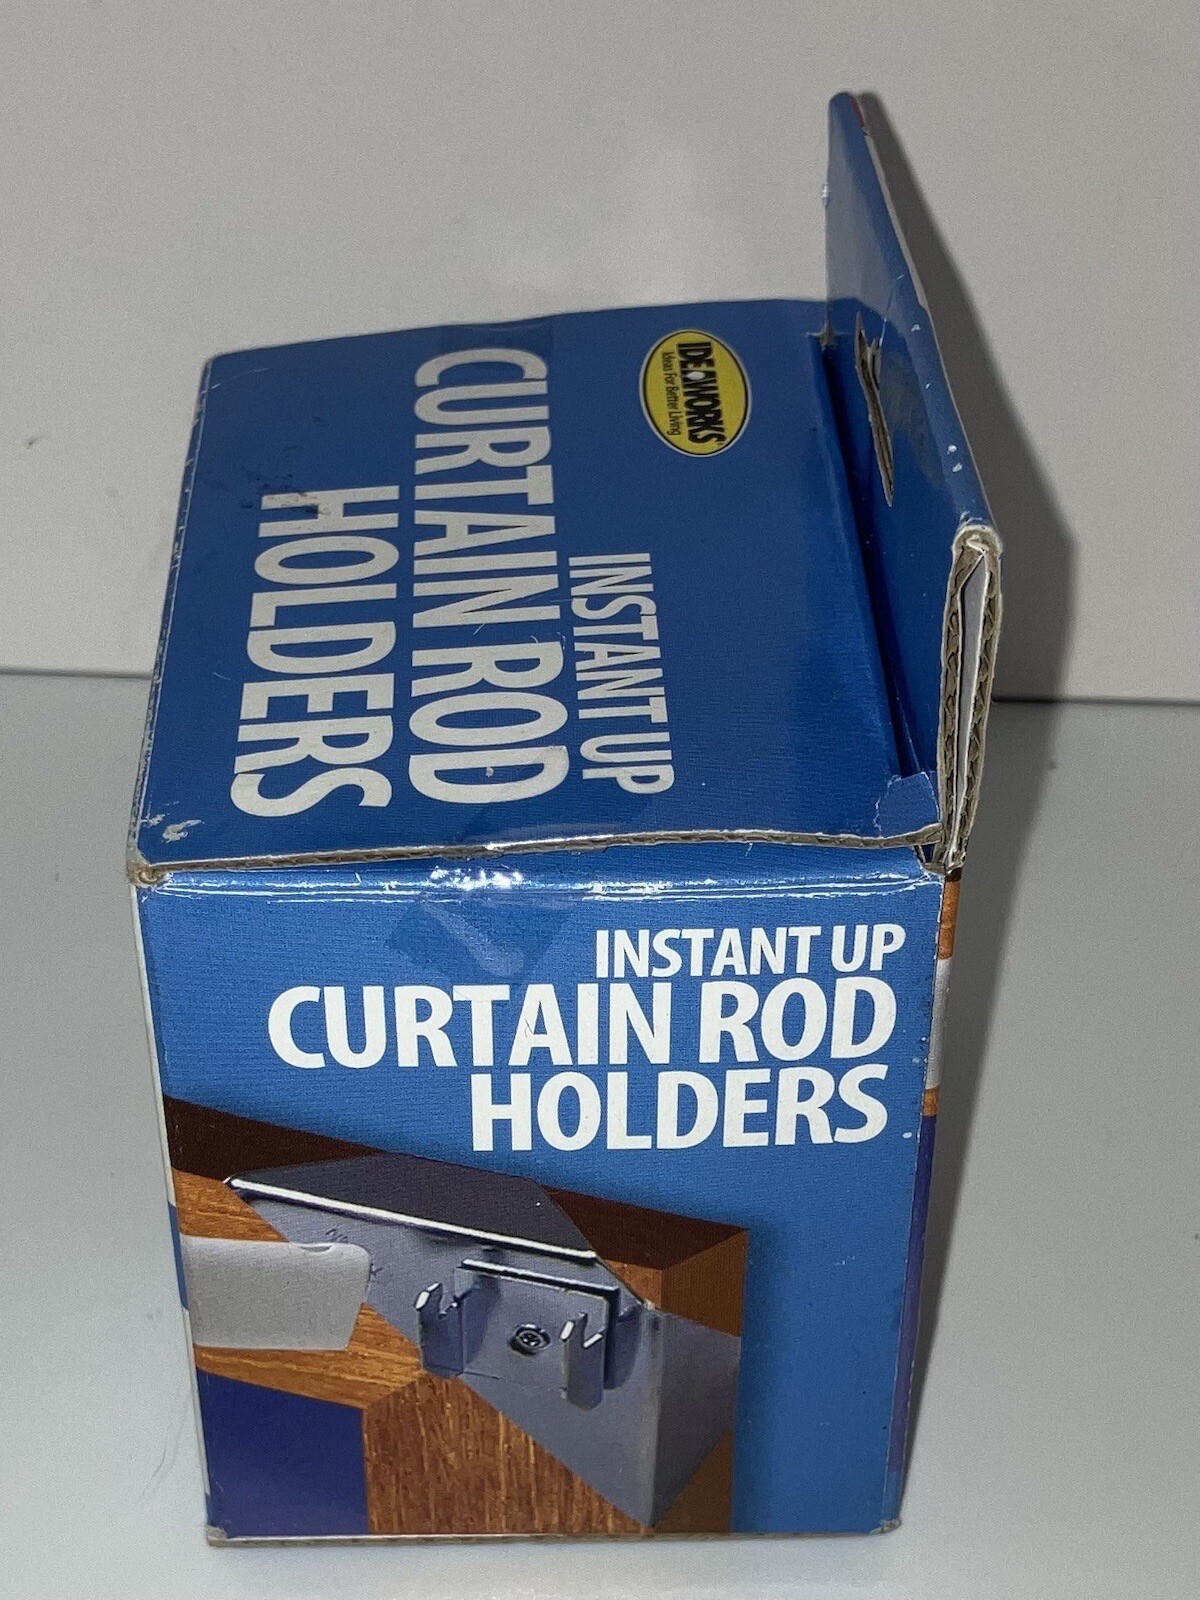 IDEAWORKS
Ideas For Better Living
INSTANT UP
CURTAIN ROD
HOLDERS
INSTANT UP
CURTAIN ROD
HOLDERS